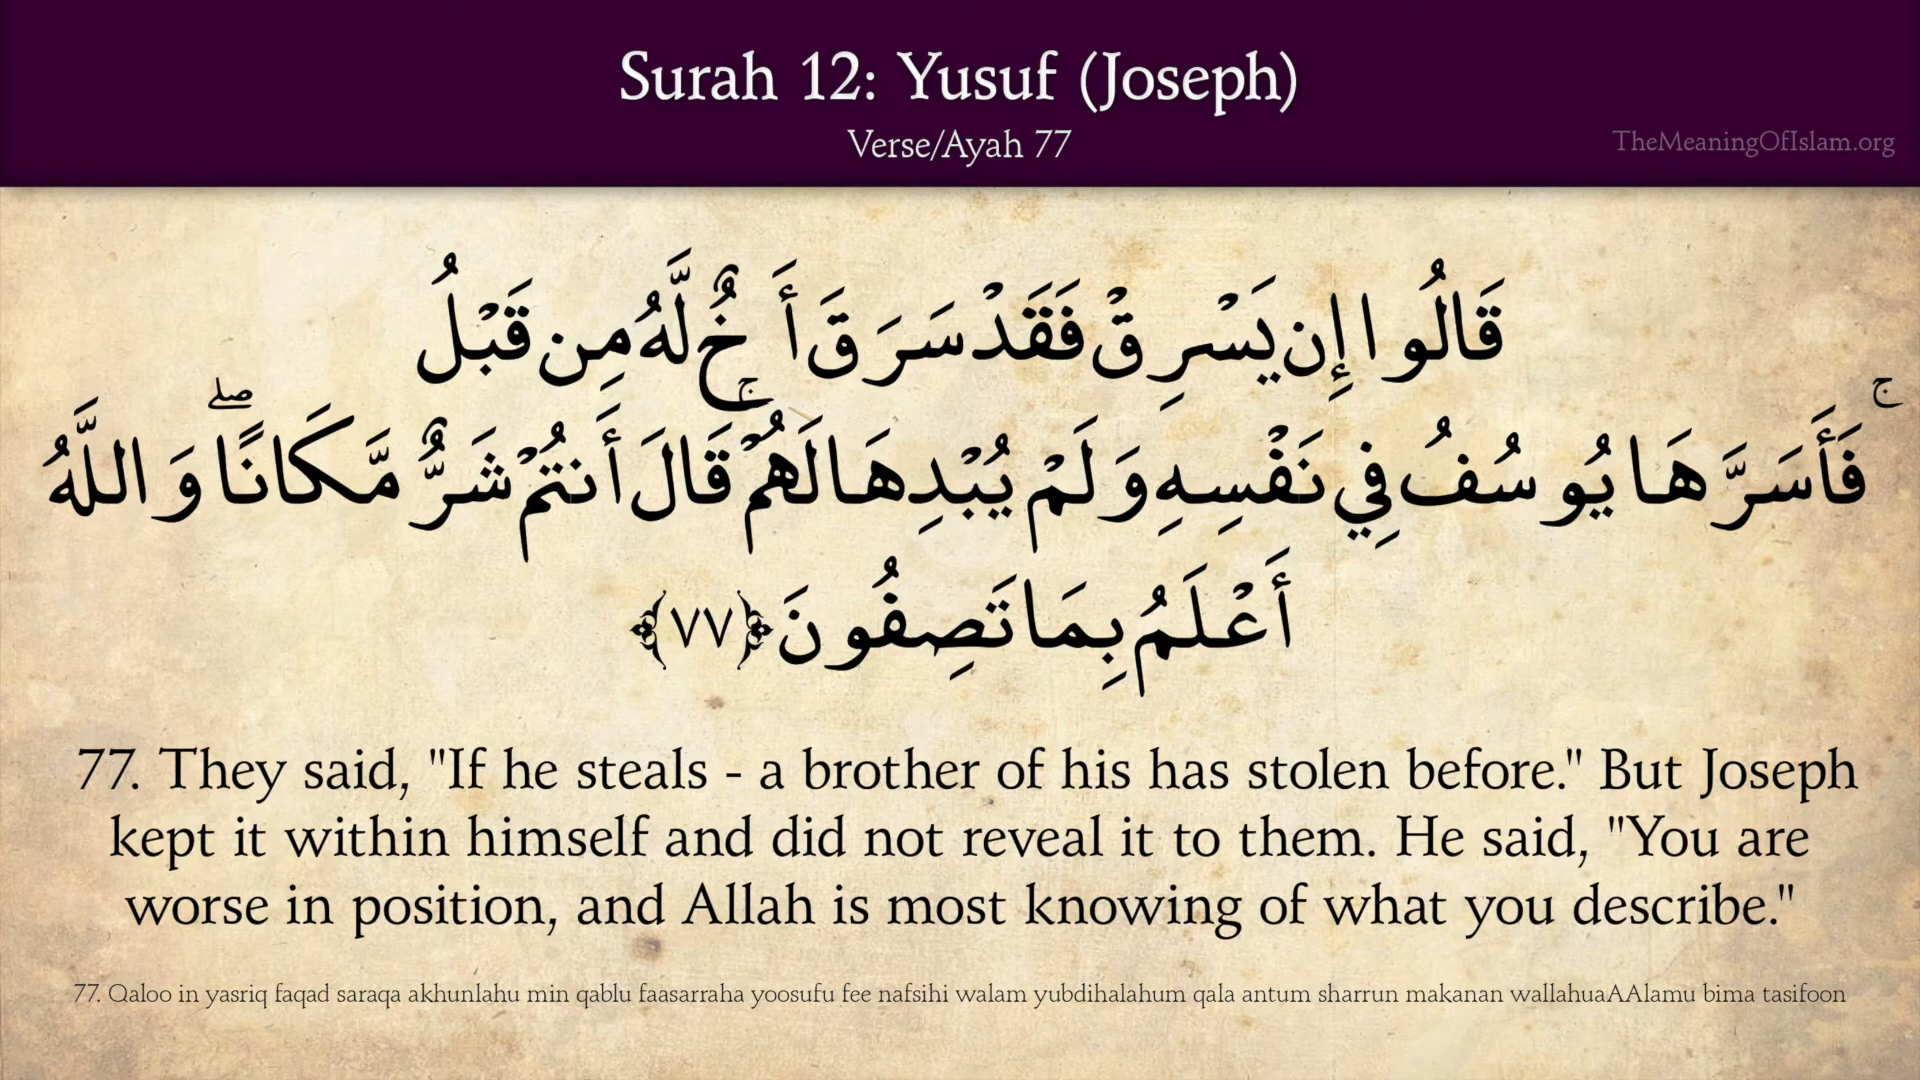 Surah 12: Yusuf (Joseph)
Verse/Ayah 77
TheMeaningOfIslam.org
قَالُوا إِن يَسْرِقْ فَقَدْ سَرَقَ أَخٌ لَّهُ مِن قَبْلُ
ۚ فَأَسَرَّهَا يُوسُفُ فِي نَفْسِهِ وَلَمْ يُبْدِهَا لَهُمْ ۚ قَالَ أَنتُمْ شَرٌّ مَّكَانًا ۖ وَاللَّهُ
أَعْلَمُ بِمَا تَصِفُونَ ﴿٧٧﴾
77. They said, "If he steals - a brother of his has stolen before." But Joseph
kept it within himself and did not reveal it to them. He said, "You are
worse in position, and Allah is most knowing of what you describe."
77. Qaloo in yasriq faqad saraqa akhunlahu min qablu faasarraha yoosufu fee nafsihi walam yubdihalahum qala antum sharrun makanan wallahuaAAlamu bima tasifoon